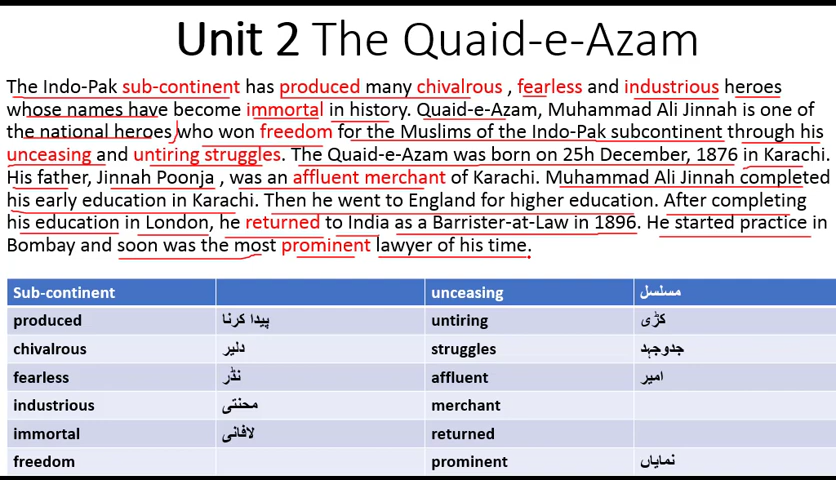 Unit 2 The Quaid-e-Azam
The Indo-Pak sub-continent has produced many chivalrous , fearless and industrious heroes
whose names have become immortal in history. Quaid-e-Azam, Muhammad Ali Jinnah is one of
the national heroes who won freedom for the Muslims of the Indo-Pak subcontinent through his
unceasing and untiring struggles. The Quaid-e-Azam was born on 25h December, 1876 in Karachi.
His father, Jinnah Poonja , was an affluent merchant of Karachi. Muhammad Ali Jinnah completed
his early education in Karachi. Then he went to England for higher education. After completing
his education in London, he returned to India as a Barrister-at-Law in 1896. He started practice in
Bombay and soon was the most prominent lawyer of his time.
Sub-continent unceasing مسلسل
produced پیدا کرنا untiring کڑی
chivalrous دلیر struggles جدوجہد
fearless نڈر affluent امیر
industrious محنتی merchant
immortal لافانی returned
freedom prominent نمایاں